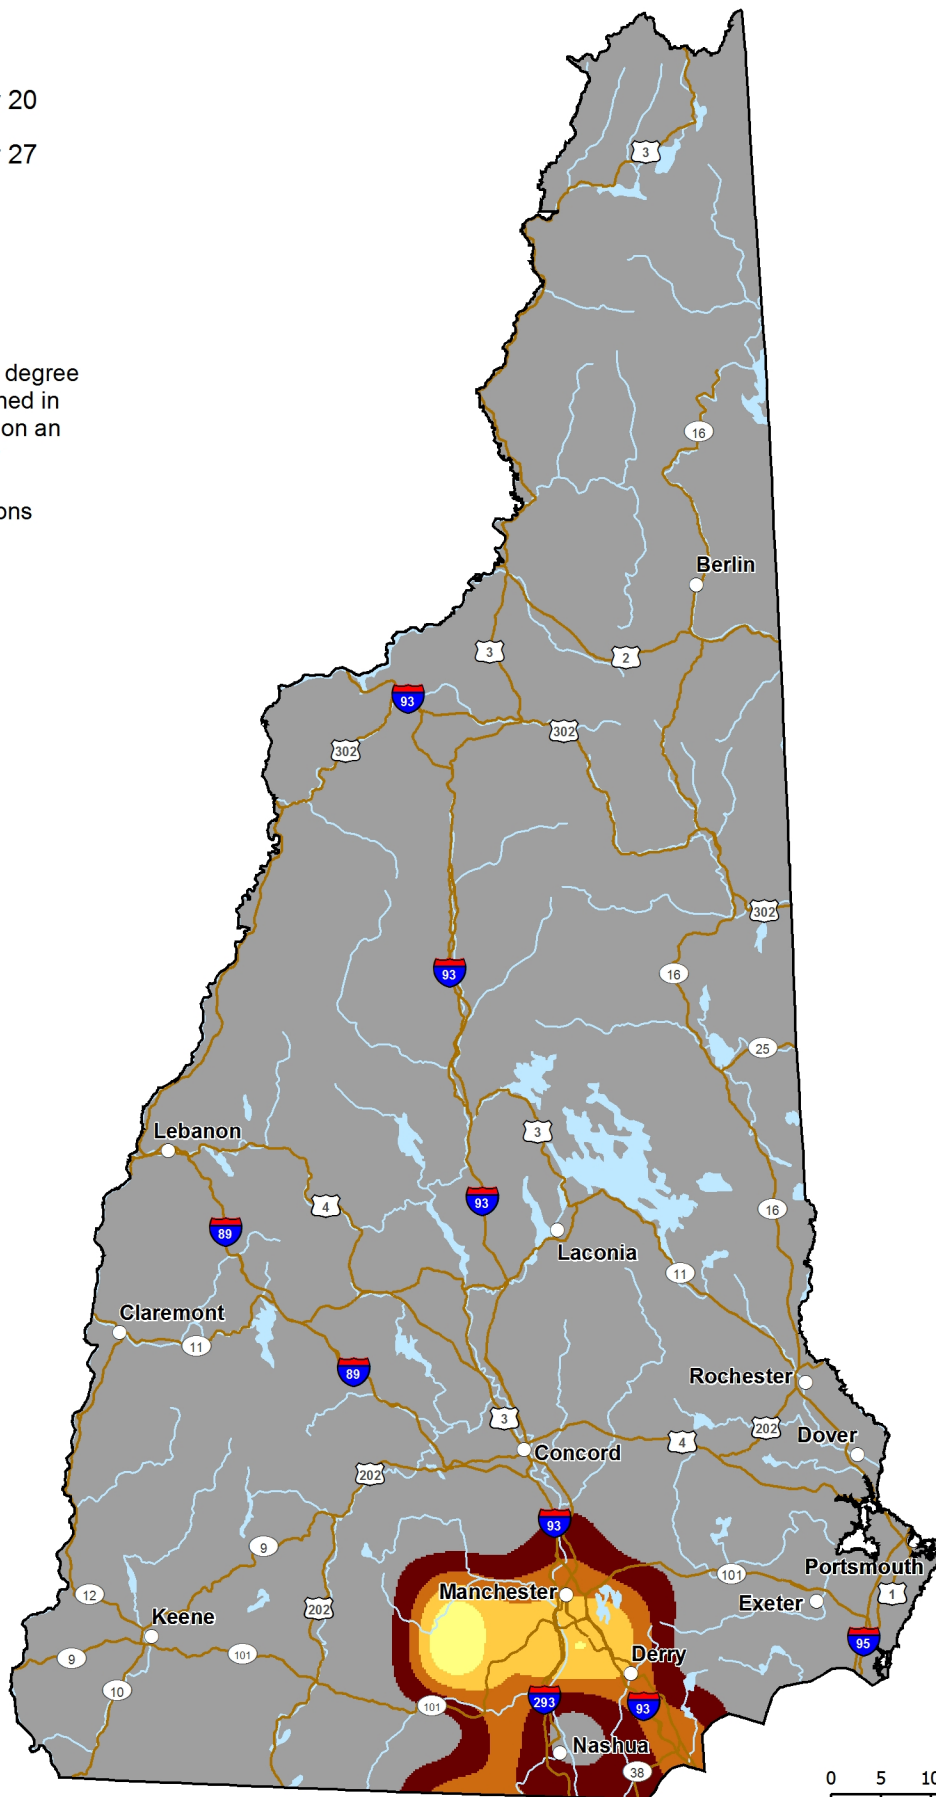 20
27
degree
ned in
on an
ons
3
16
Berlin
3
2
93
302
302
302
93
16
25
3
Lebanon
93
4
16
89
Laconia
11
Claremont
11
89
Rochester
3
202
Dover
4
Concord
202
93
9
Portsmouth
101
12
Manchester
1
Exeter
202
Keene
95
101
9
Derry
10
293
93
101
Nashua
38
0 5 10